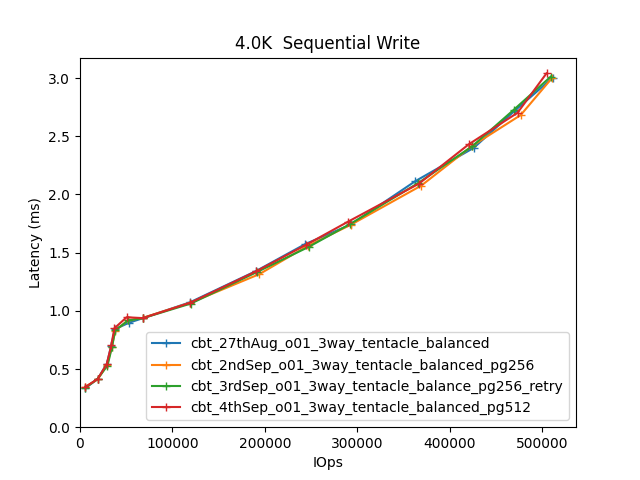 4.0K  Sequential Write
Latency (ms)
3.0
2.5
2.0
1.5
1.0
0.5
0.0
cbt_27thAug_o01_3way_tentacle_balanced
cbt_2ndSep_o01_3way_tentacle_balanced_pg256
cbt_3rdSep_o01_3way_tentacle_balance_pg256_retry
cbt_4thSep_o01_3way_tentacle_balanced_pg512
0 100000 200000 300000 400000 500000
IOps